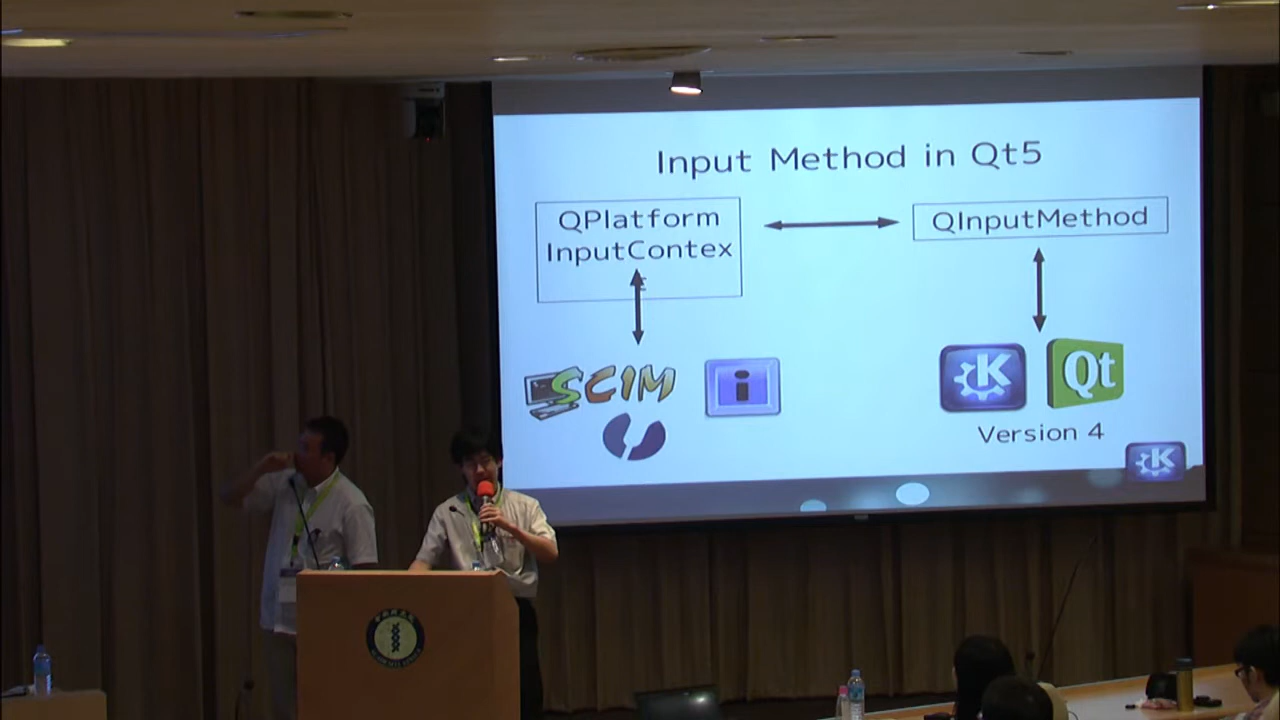 Input Method in Qt5
QPlatform
InputContex
t
QInputMethod
SCIM
i
K
Qt
Version 4
K